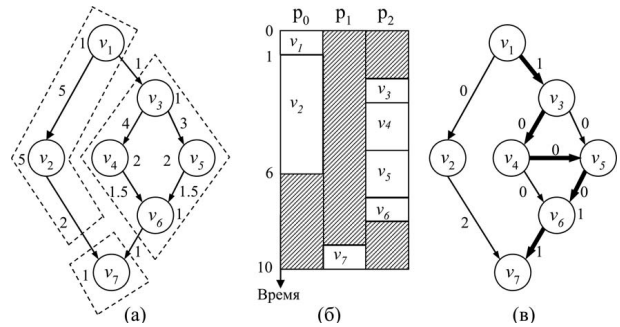 p₀ p₁ p₂
1 v₁
1
5
v₃ 1
4 3
v₄ 2 2 v₅
5 v₂
1.5 1.5
v₆ 1
2
1
1 v₇
(а)
0
1
6
10
v₁
v₂
v₃
v₄
v₅
v₆
v₇
Время
(б)
v₁
1
0
v₃
0 0
v₂ v₄ 0 v₅
0 0
v₆ 1
2 1
v₇
(в)